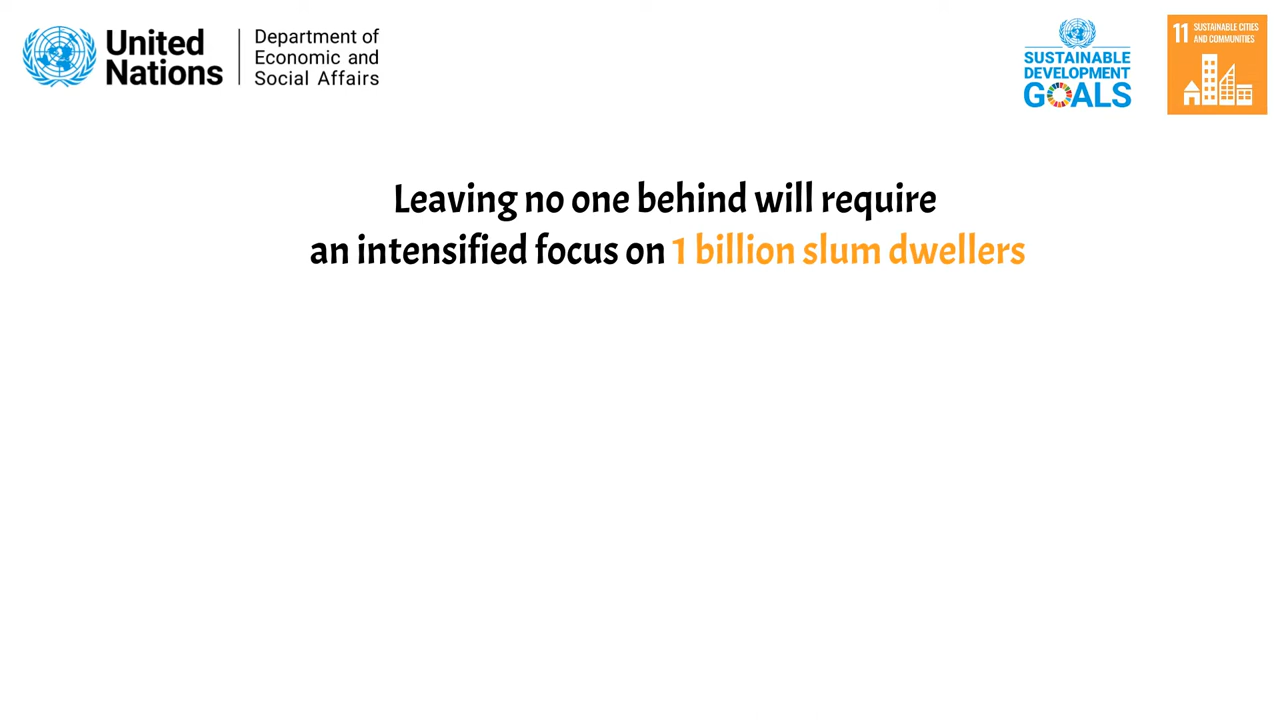 United
Nations
Department of
Economic and
Social Affairs
SUSTAINABLE
DEVELOPMENT
GOALS
11 SUSTAINABLE CITIES
AND COMMUNITIES
Leaving no one behind will require
an intensified focus on 1 billion slum dwellers